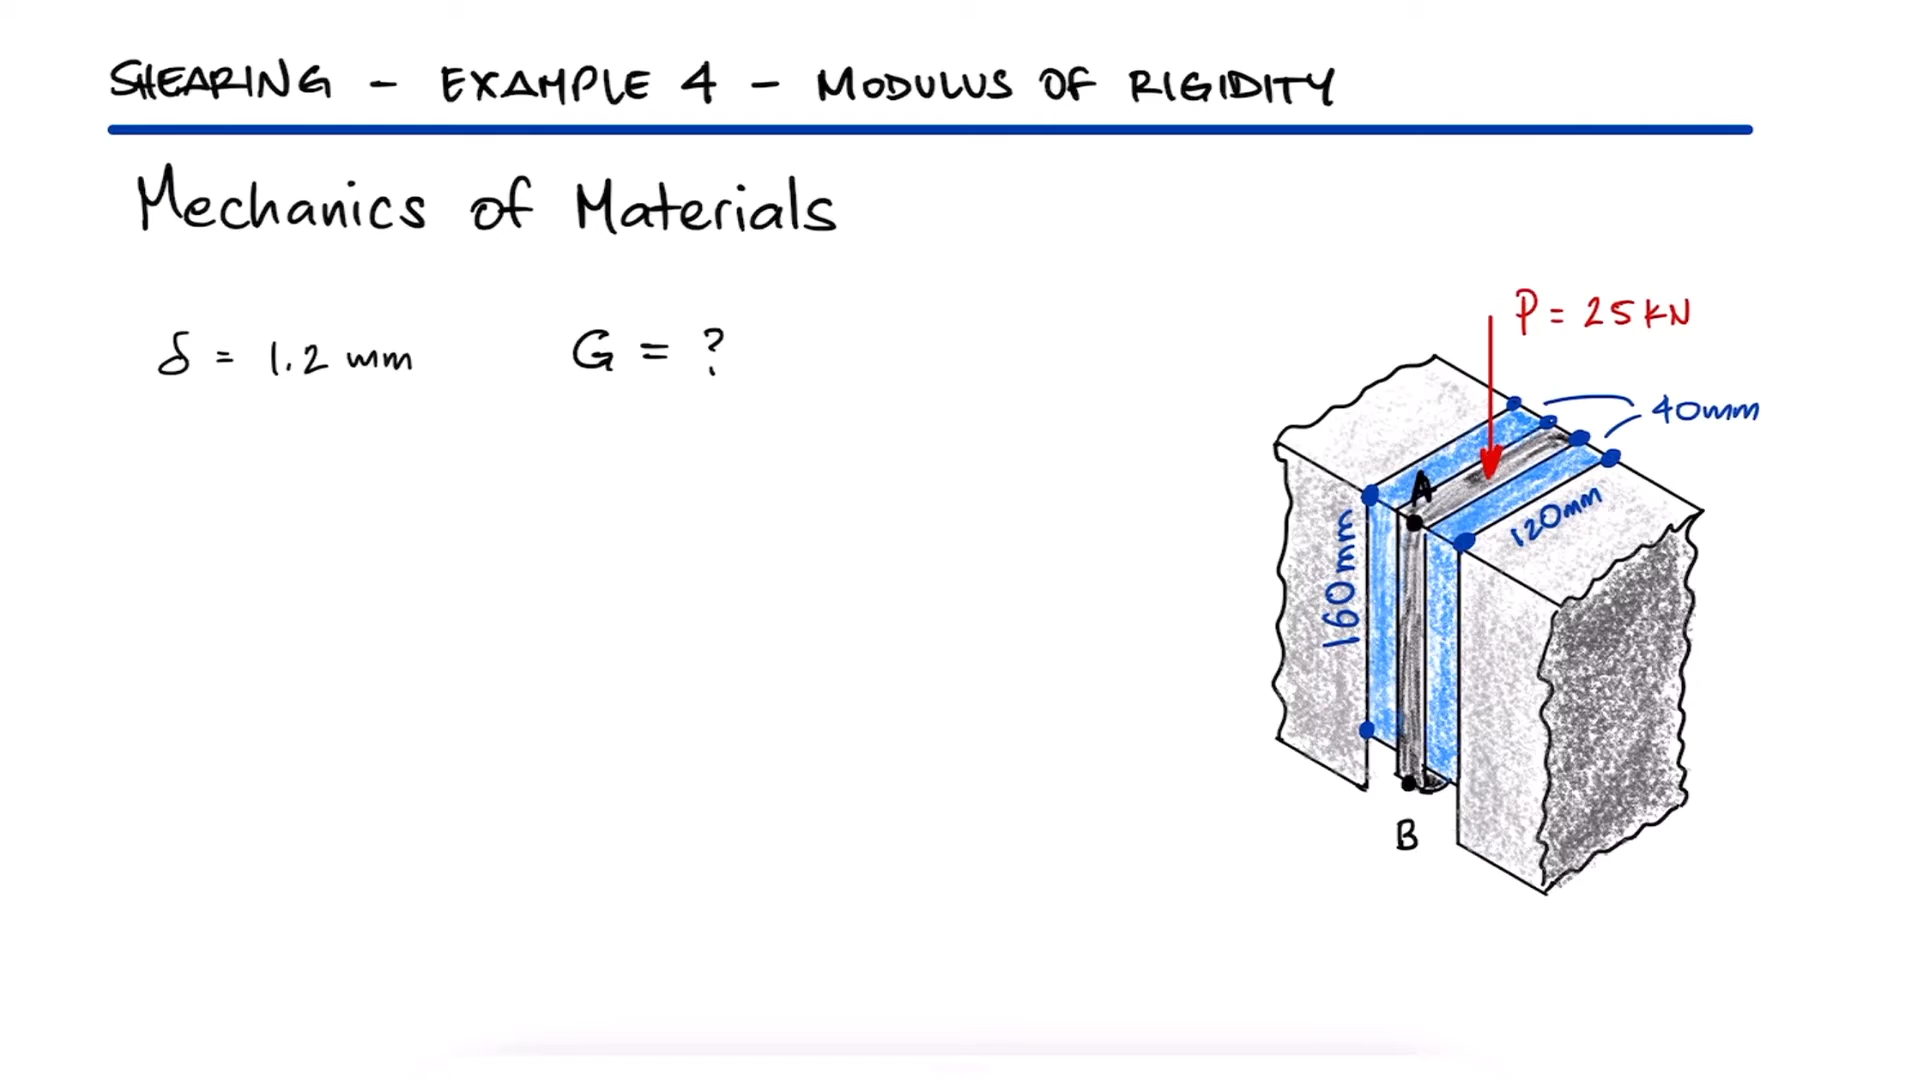 SHEARING - EXAMPLE 4 - MODULUS OF RIGIDITY
Mechanics of Materials
δ = 1.2 mm G = ?
P = 25 kN
40mm
A
120mm
160mm
B